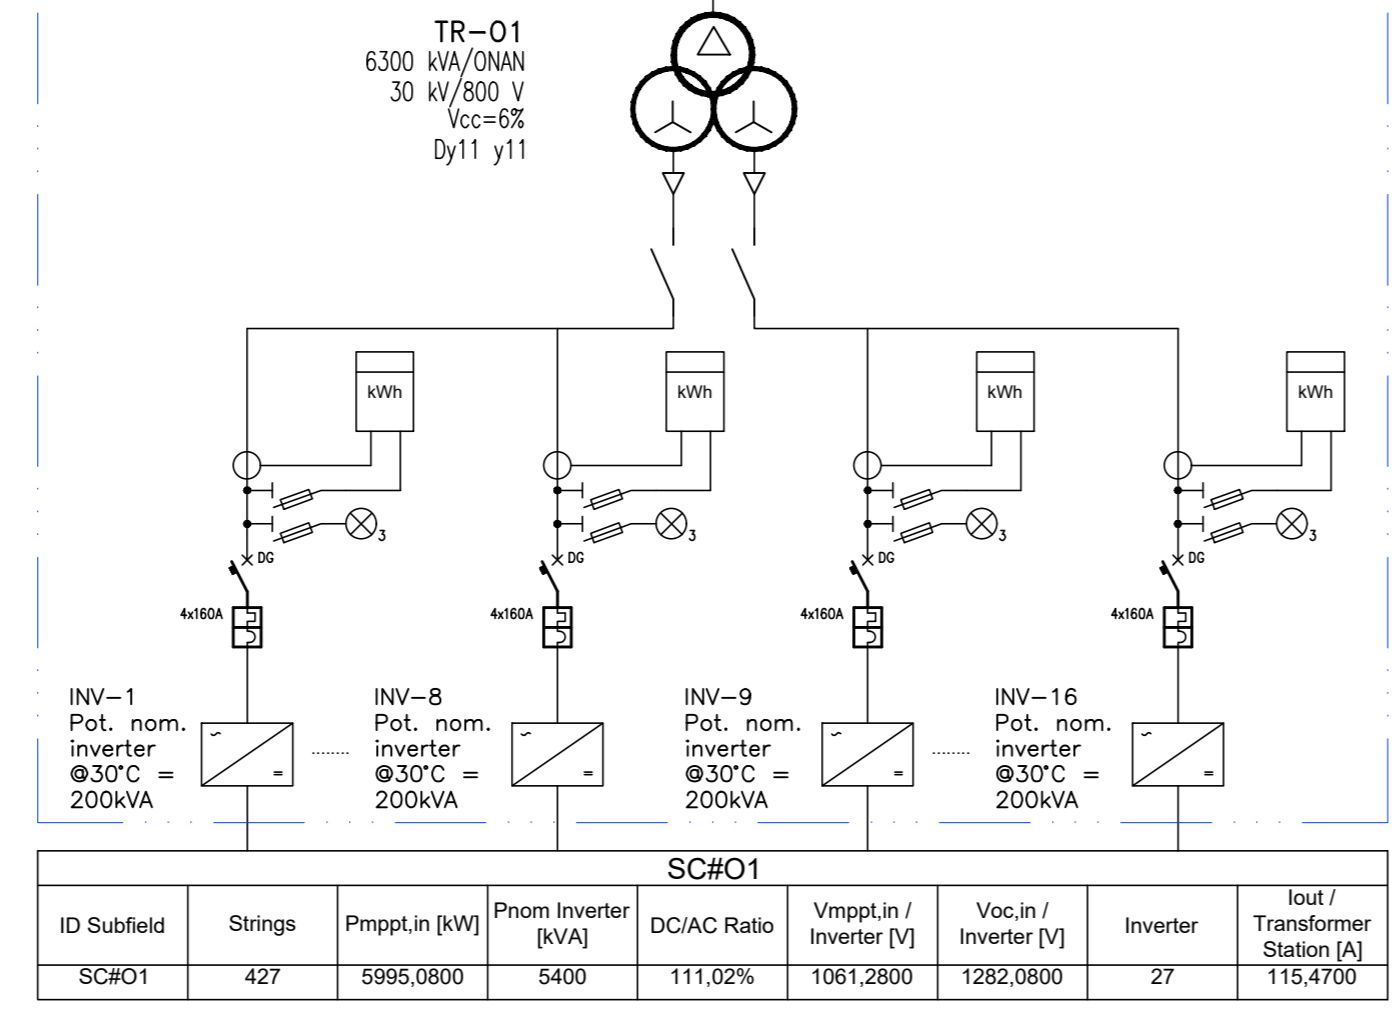 TR-01
6300 kVA/ONAN
30 kV/800 V
Vcc=6%
Dy11 y11
kWh
kWh
kWh
kWh
3
3
3
3
DG
DG
DG
DG
4x160A
4x160A
4x160A
4x160A
INV-1
Pot. nom.
inverter
@30°C =
200kVA
~
=
........
INV-8
Pot. nom.
inverter
@30°C =
200kVA
~
=
INV-9
Pot. nom.
inverter
@30°C =
200kVA
~
=
........
INV-16
Pot. nom.
inverter
@30°C =
200kVA
~
=
SC#O1
ID Subfield
Strings
Pmppt,in [kW]
Pnom Inverter
[kVA]
DC/AC Ratio
Vmppt,in /
Inverter [V]
Voc,in /
Inverter [V]
Inverter
Iout /
Transformer
Station [A]
SC#O1
427
5995,0800
5400
111,02%
1061,2800
1282,0800
27
115,4700